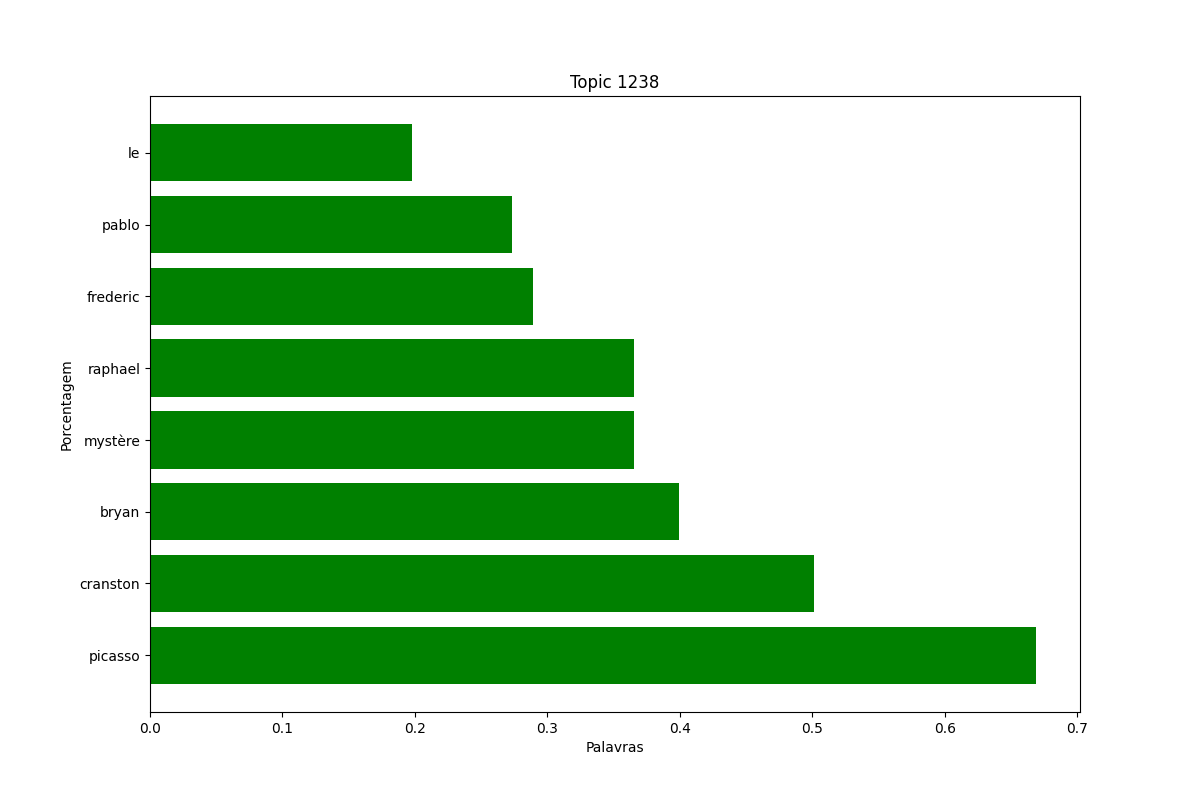 Topic 1238
le
pablo
frederic
raphael
mystère
bryan
cranston
picasso
Porcentagem
0.0 0.1 0.2 0.3 0.4 0.5 0.6 0.7
Palavras